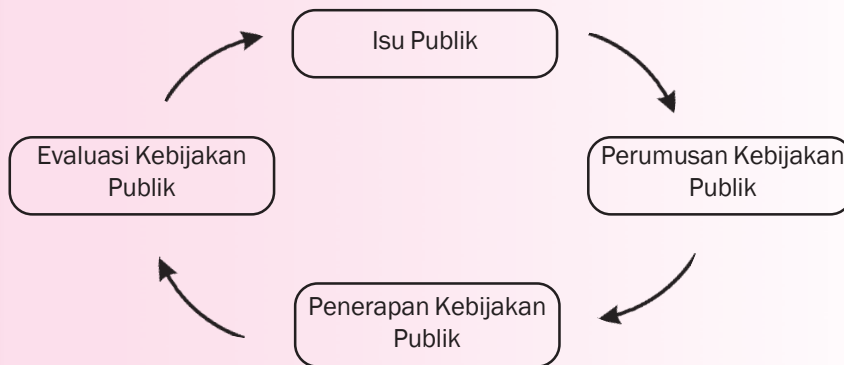 Isu Publik
Evaluasi Kebijakan
Publik
Perumusan Kebijakan
Publik
Penerapan Kebijakan
Publik